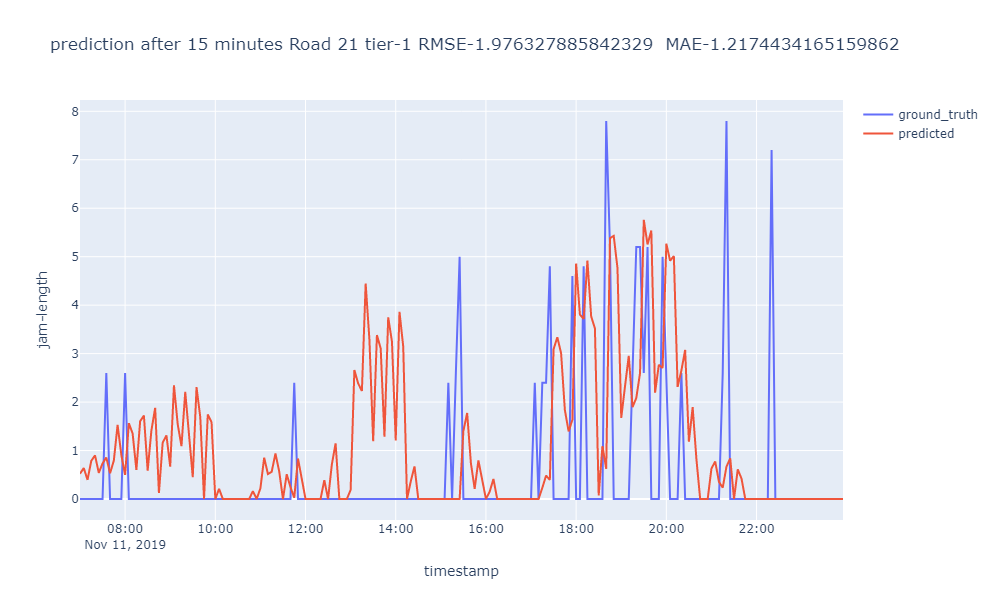 prediction after 15 minutes Road 21 tier-1 RMSE-1.976327885842329 MAE-1.2174434165159862
ground_truth
predicted
8
7
6
5
4
3
2
1
0
jam-length
08:00 10:00 12:00 14:00 16:00 18:00 20:00 22:00
Nov 11, 2019
timestamp